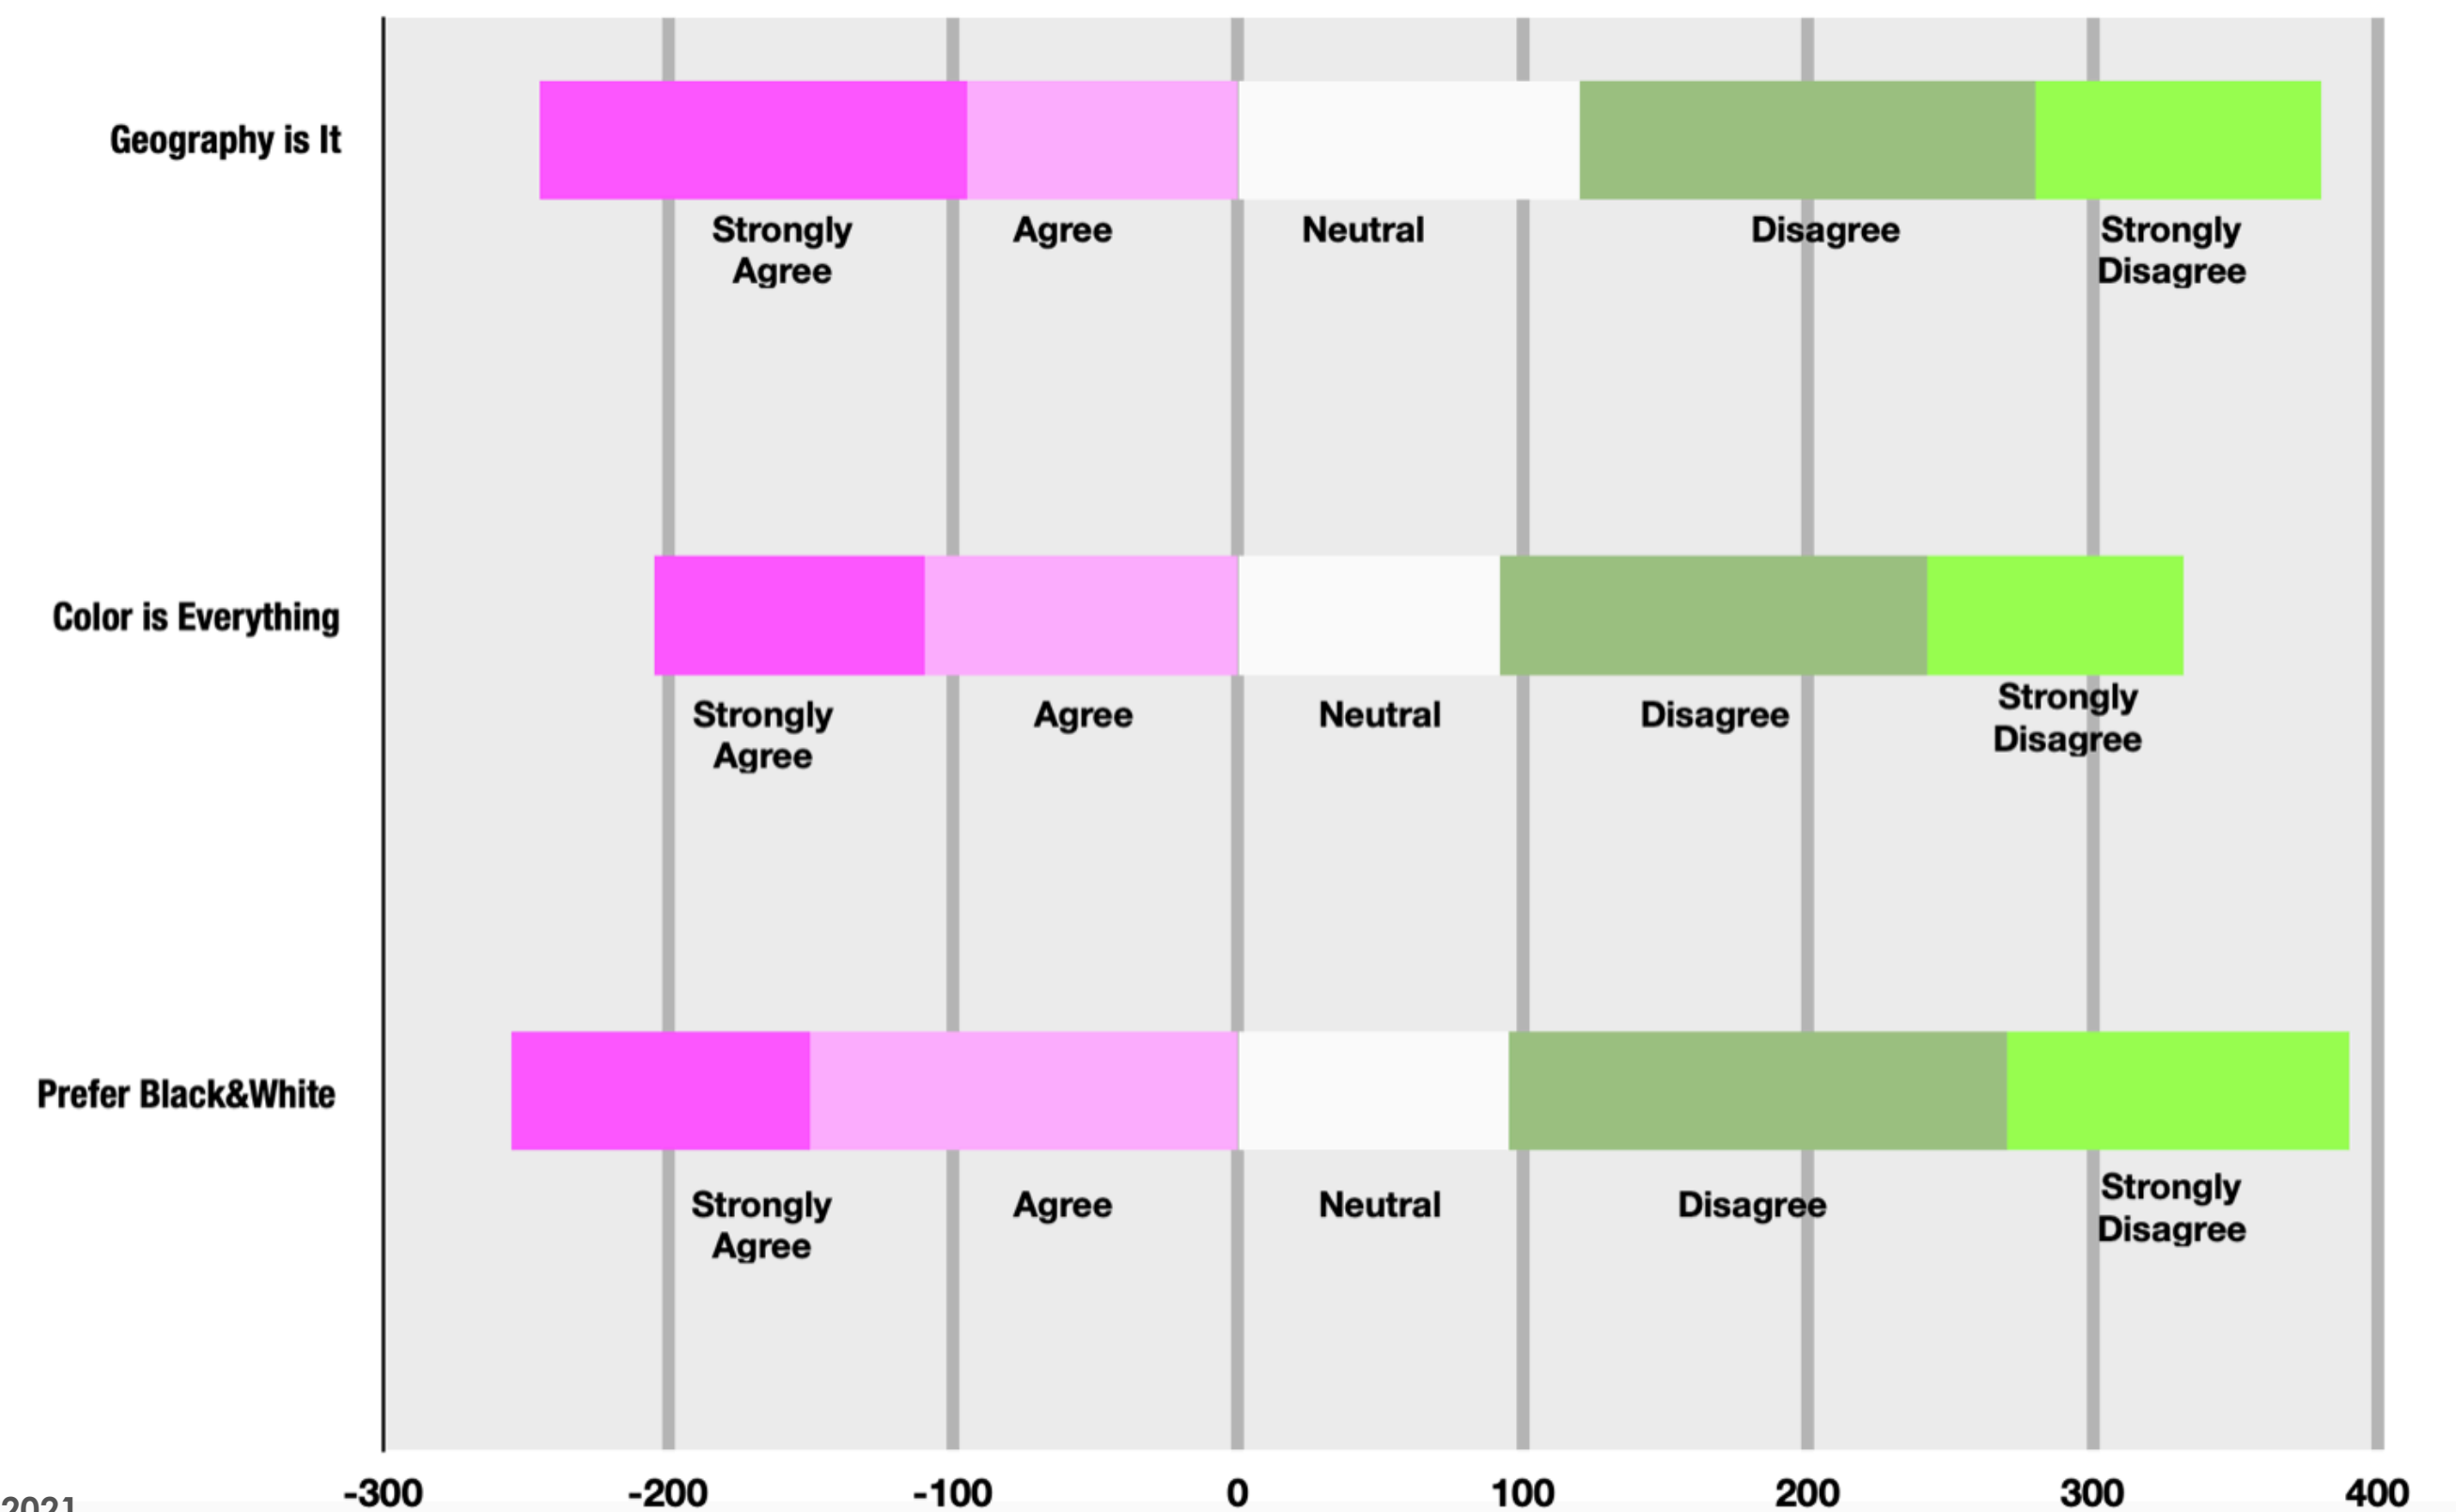 Geography is It
Strongly Agree Neutral Disagree Strongly
Agree Disagree
Color is Everything
Strongly Agree Neutral Disagree Strongly
Agree Disagree
Prefer Black&White
Strongly Agree Neutral Disagree Strongly
Agree Disagree
-300 -200 -100 0 100 200 300 400
2021